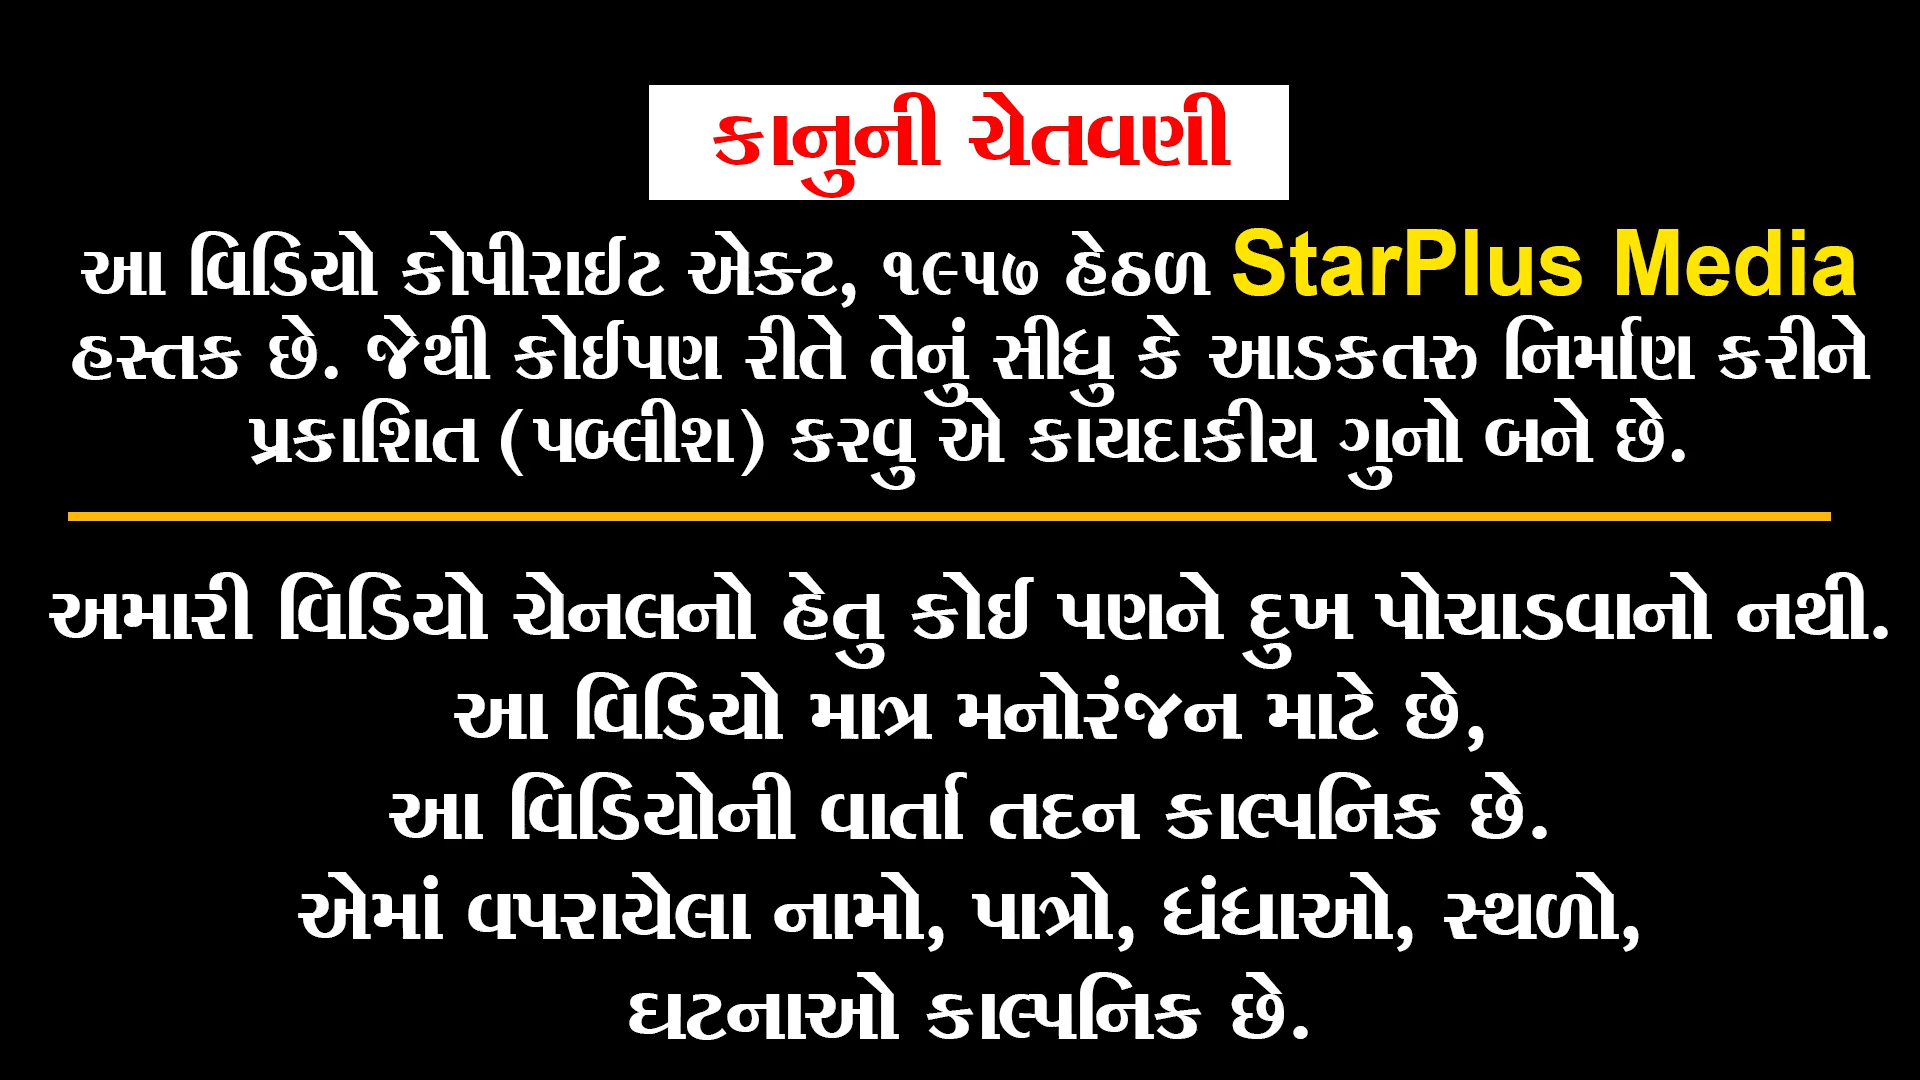 કાનુની ચેતવણી
આ વિડિયો કોપીરાઈટ એક્ટ, ૧૯૫૭ હેઠળ StarPlus Media
હસ્તક છે. જેથી કોઈપણ રીતે તેનું સીધુ કે આડકતરુ નિર્માણ કરીને
પ્રકાશિત (પબ્લીશ) કરવુ એ કાયદાકીય ગુનો બને છે.
અમારી વિડિયો ચેનલનો હેતુ કોઈ પણને દુખ પોચાડવાનો નથી.
આ વિડિયો માત્ર મનોરંજન માટે છે,
આ વિડિયોની વાર્તા તદન કાલ્પનિક છે.
એમાં વપરાયેલા નામો, પાત્રો, ધંધાઓ, સ્થળો,
ઘટનાઓ કાલ્પનિક છે.